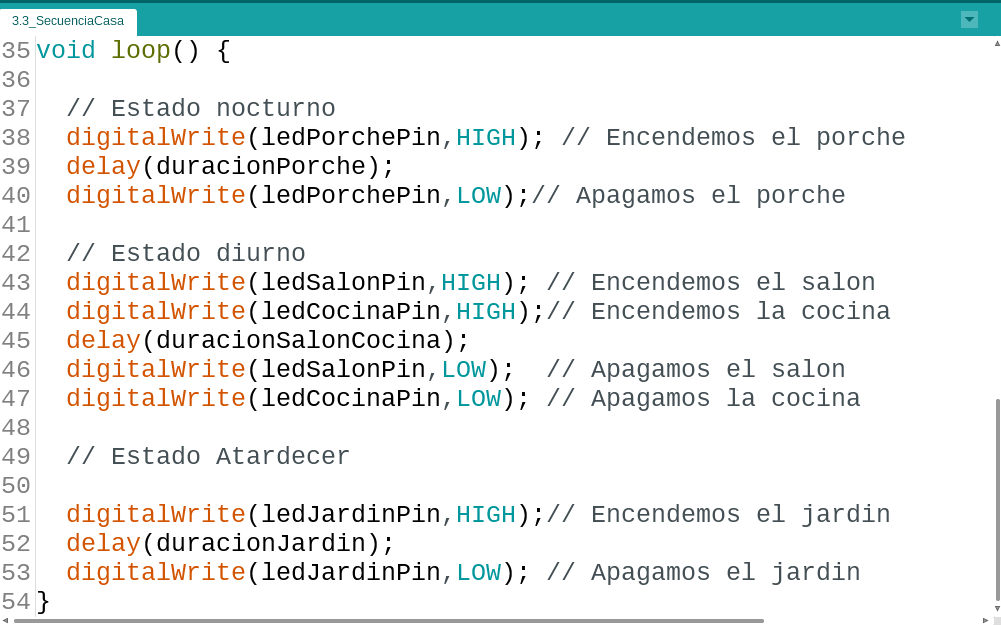 3.3_SecuenciaCasa
35 void loop() {
36
37   // Estado nocturno
38   digitalWrite(ledPorchePin,HIGH); // Encendemos el porche
39   delay(duracionPorche);
40   digitalWrite(ledPorchePin,LOW);// Apagamos el porche
41
42   // Estado diurno
43   digitalWrite(ledSalonPin,HIGH); // Encendemos el salon
44   digitalWrite(ledCocinaPin,HIGH);// Encendemos la cocina
45   delay(duracionSalonCocina);
46   digitalWrite(ledSalonPin,LOW);  // Apagamos el salon
47   digitalWrite(ledCocinaPin,LOW); // Apagamos la cocina
48
49   // Estado Atardecer
50
51   digitalWrite(ledJardinPin,HIGH);// Encendemos el jardin
52   delay(duracionJardin);
53   digitalWrite(ledJardinPin,LOW); // Apagamos el jardin
54 }